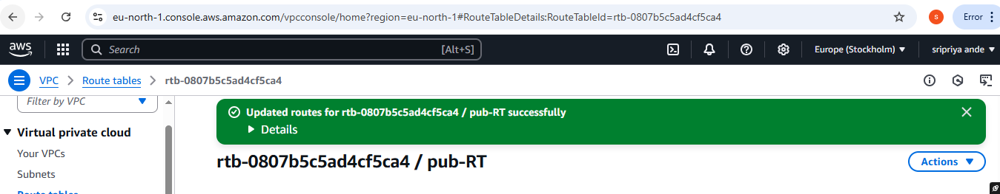 eu-north-1.console.aws.amazon.com/vpcconsole/home?region=eu-north-1#RouteTableDetails:RouteTableId=rtb-0807b5c5ad4cf5ca4
S
Error
aws
Search
[Alt+S]
Europe (Stockholm)
sripriya ande
VPC
Route tables
rtb-0807b5c5ad4cf5ca4
Filter by VPC
Updated routes for rtb-0807b5c5ad4cf5ca4 / pub-RT successfully
Details
Virtual private cloud
Your VPCs
Subnets
Route tables
rtb-0807b5c5ad4cf5ca4 / pub-RT
Actions